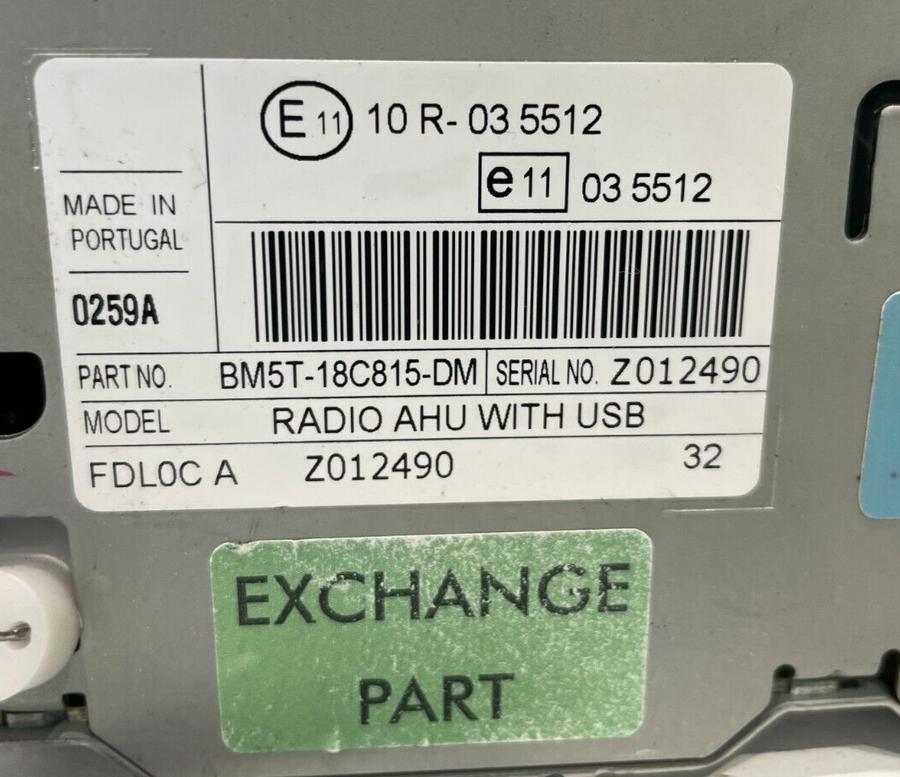 E 11 10 R- 03 5512
e 11 03 5512
MADE IN
PORTUGAL
0259A
PART NO. BM5T-18C815-DM SERIAL NO. Z012490
MODEL RADIO AHU WITH USB
FDL0C A Z012490 32
EXCHANGE
PART